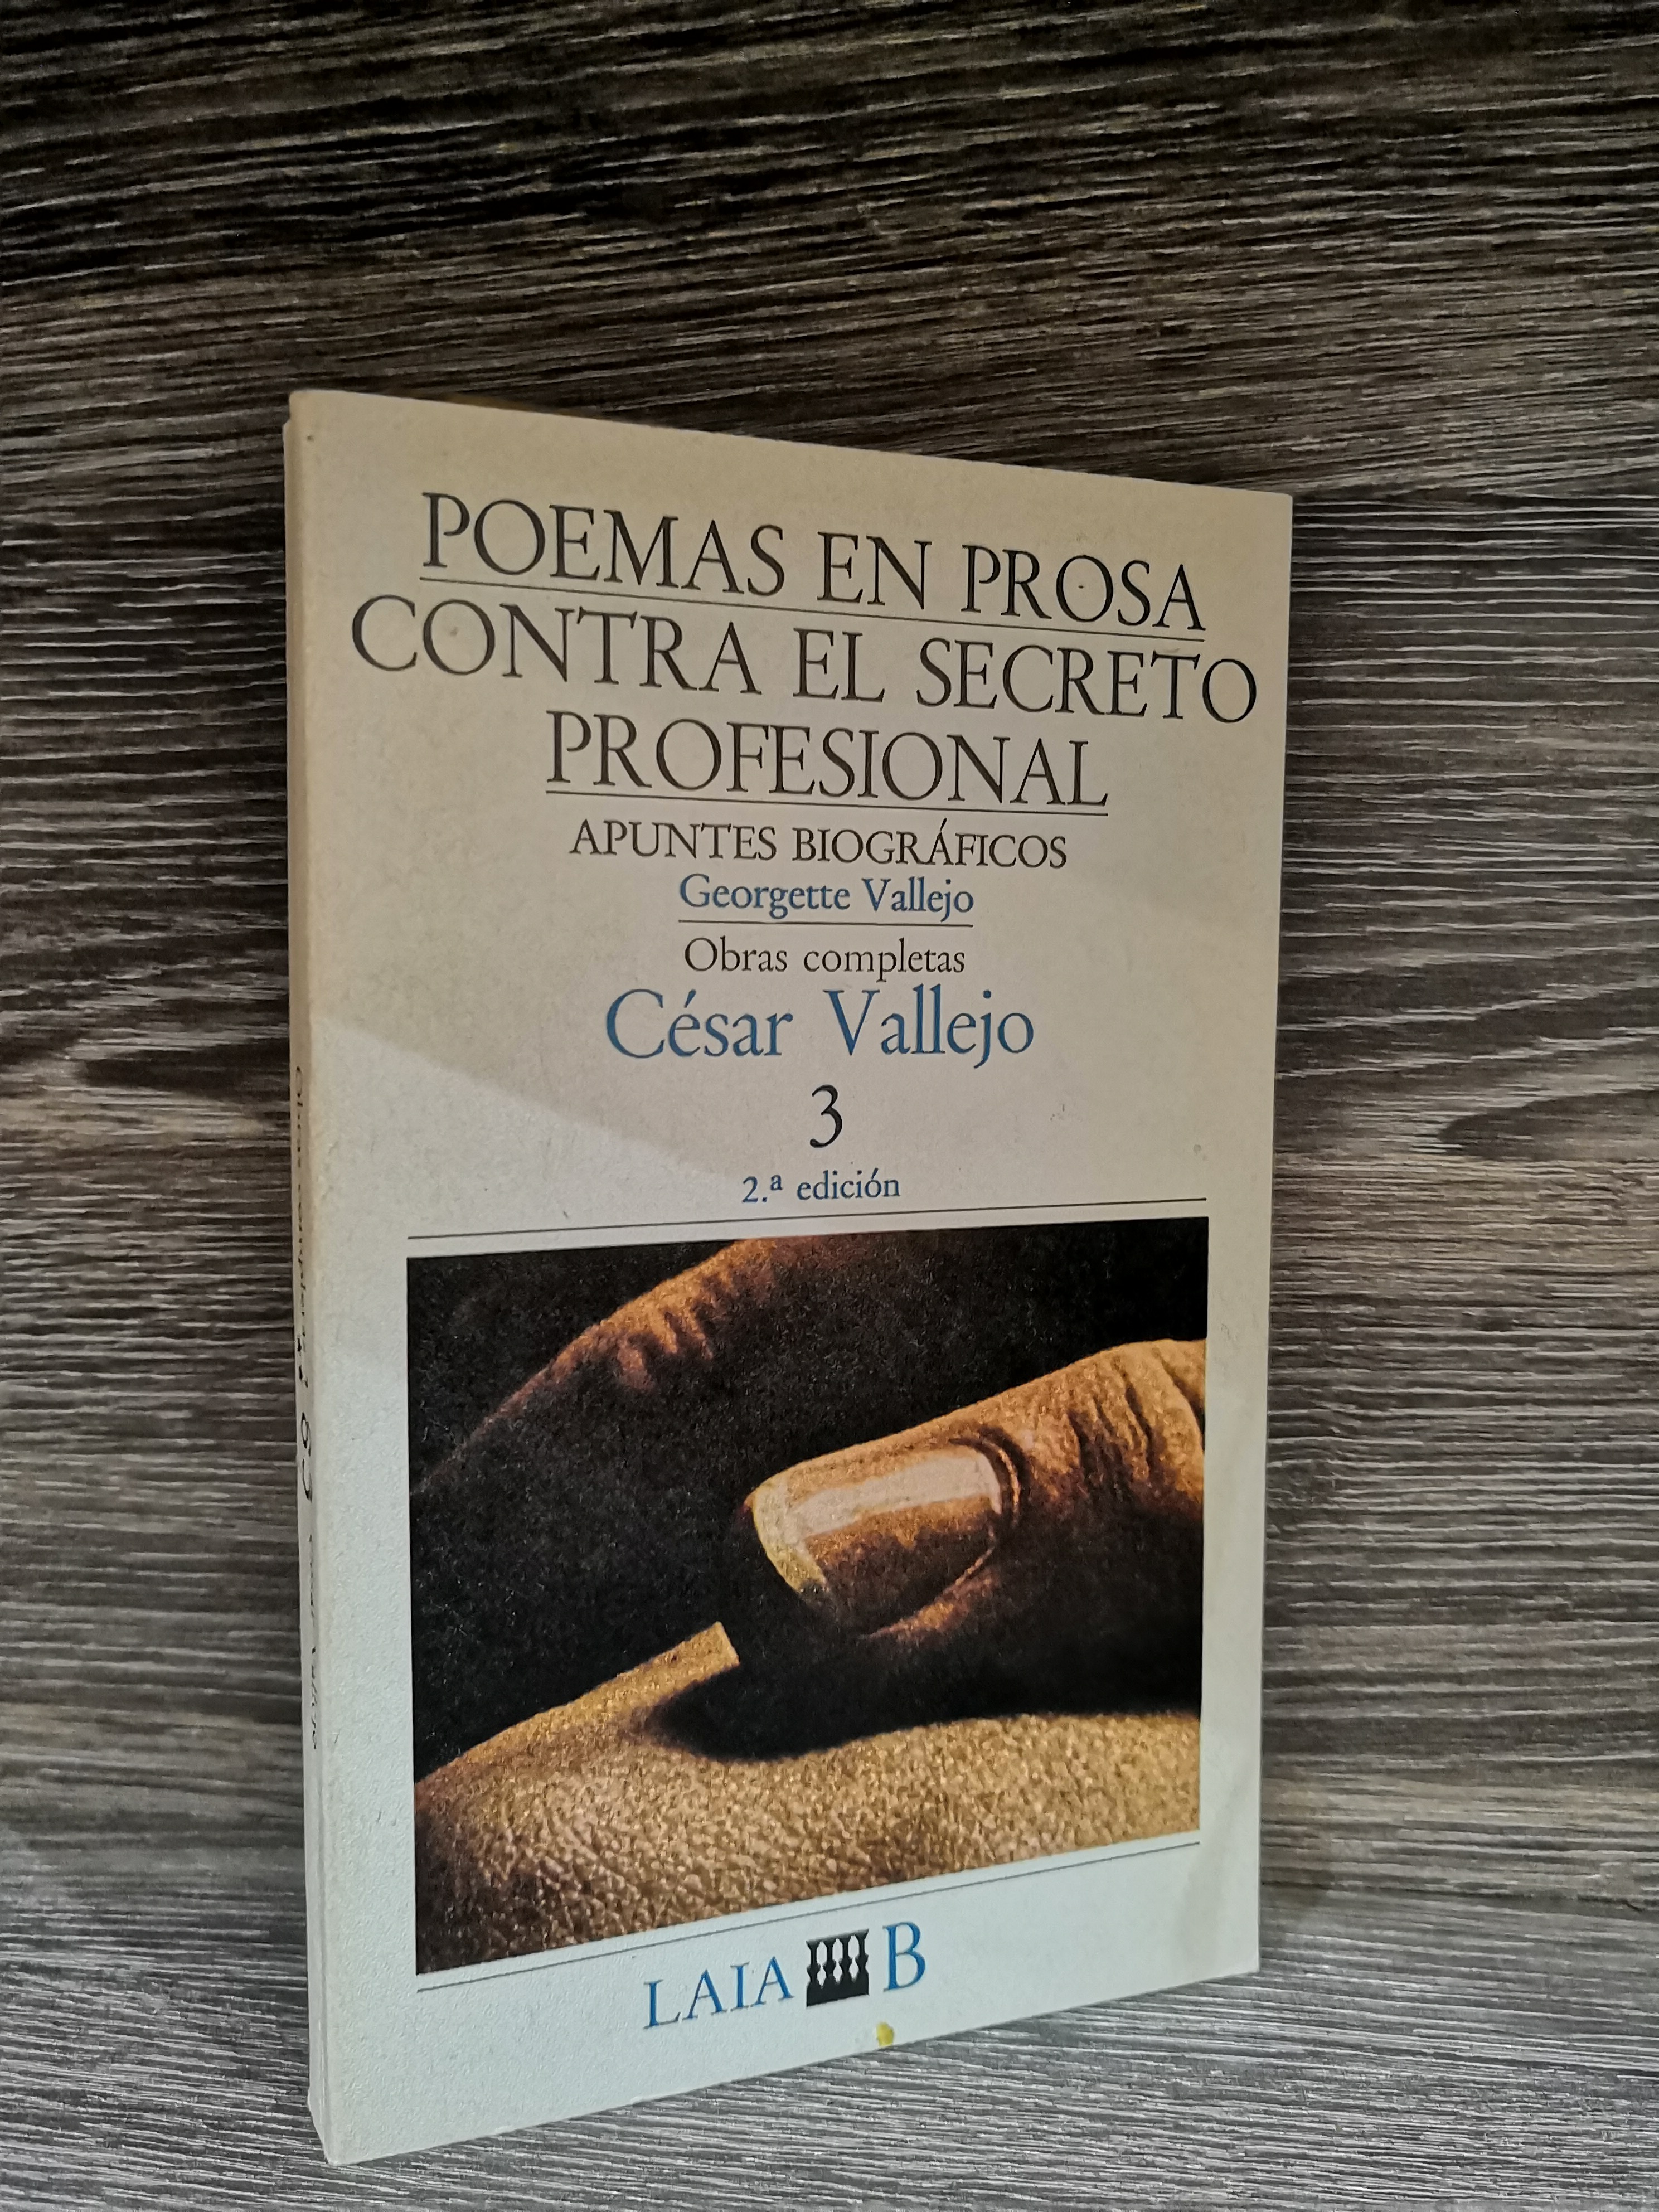 POEMAS EN PROSA
CONTRA EL SECRETO
PROFESIONAL
APUNTES BIOGRÁFICOS
Georgette Vallejo
Obras completas
César Vallejo
3
2.ª edición
LAIA B